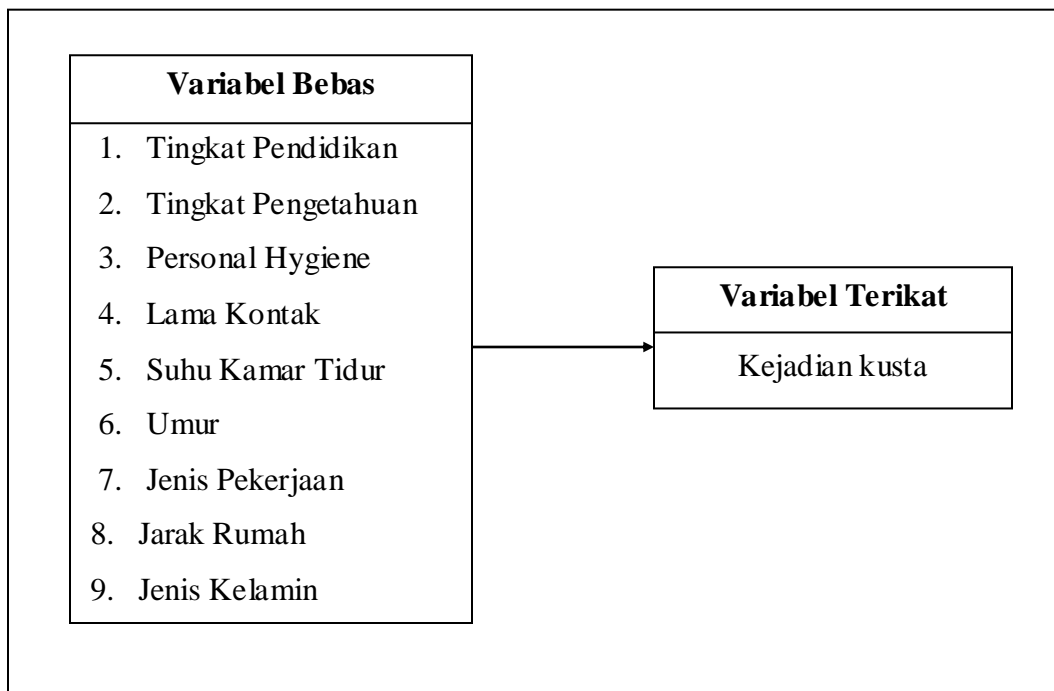 Variabel Bebas
1. Tingkat Pendidikan
2. Tingkat Pengetahuan
3. Personal Hygiene
4. Lama Kontak
5. Suhu Kamar Tidur
6. Umur
7. Jenis Pekerjaan
8. Jarak Rumah
9. Jenis Kelamin
Variabel Terikat
Kejadian kusta